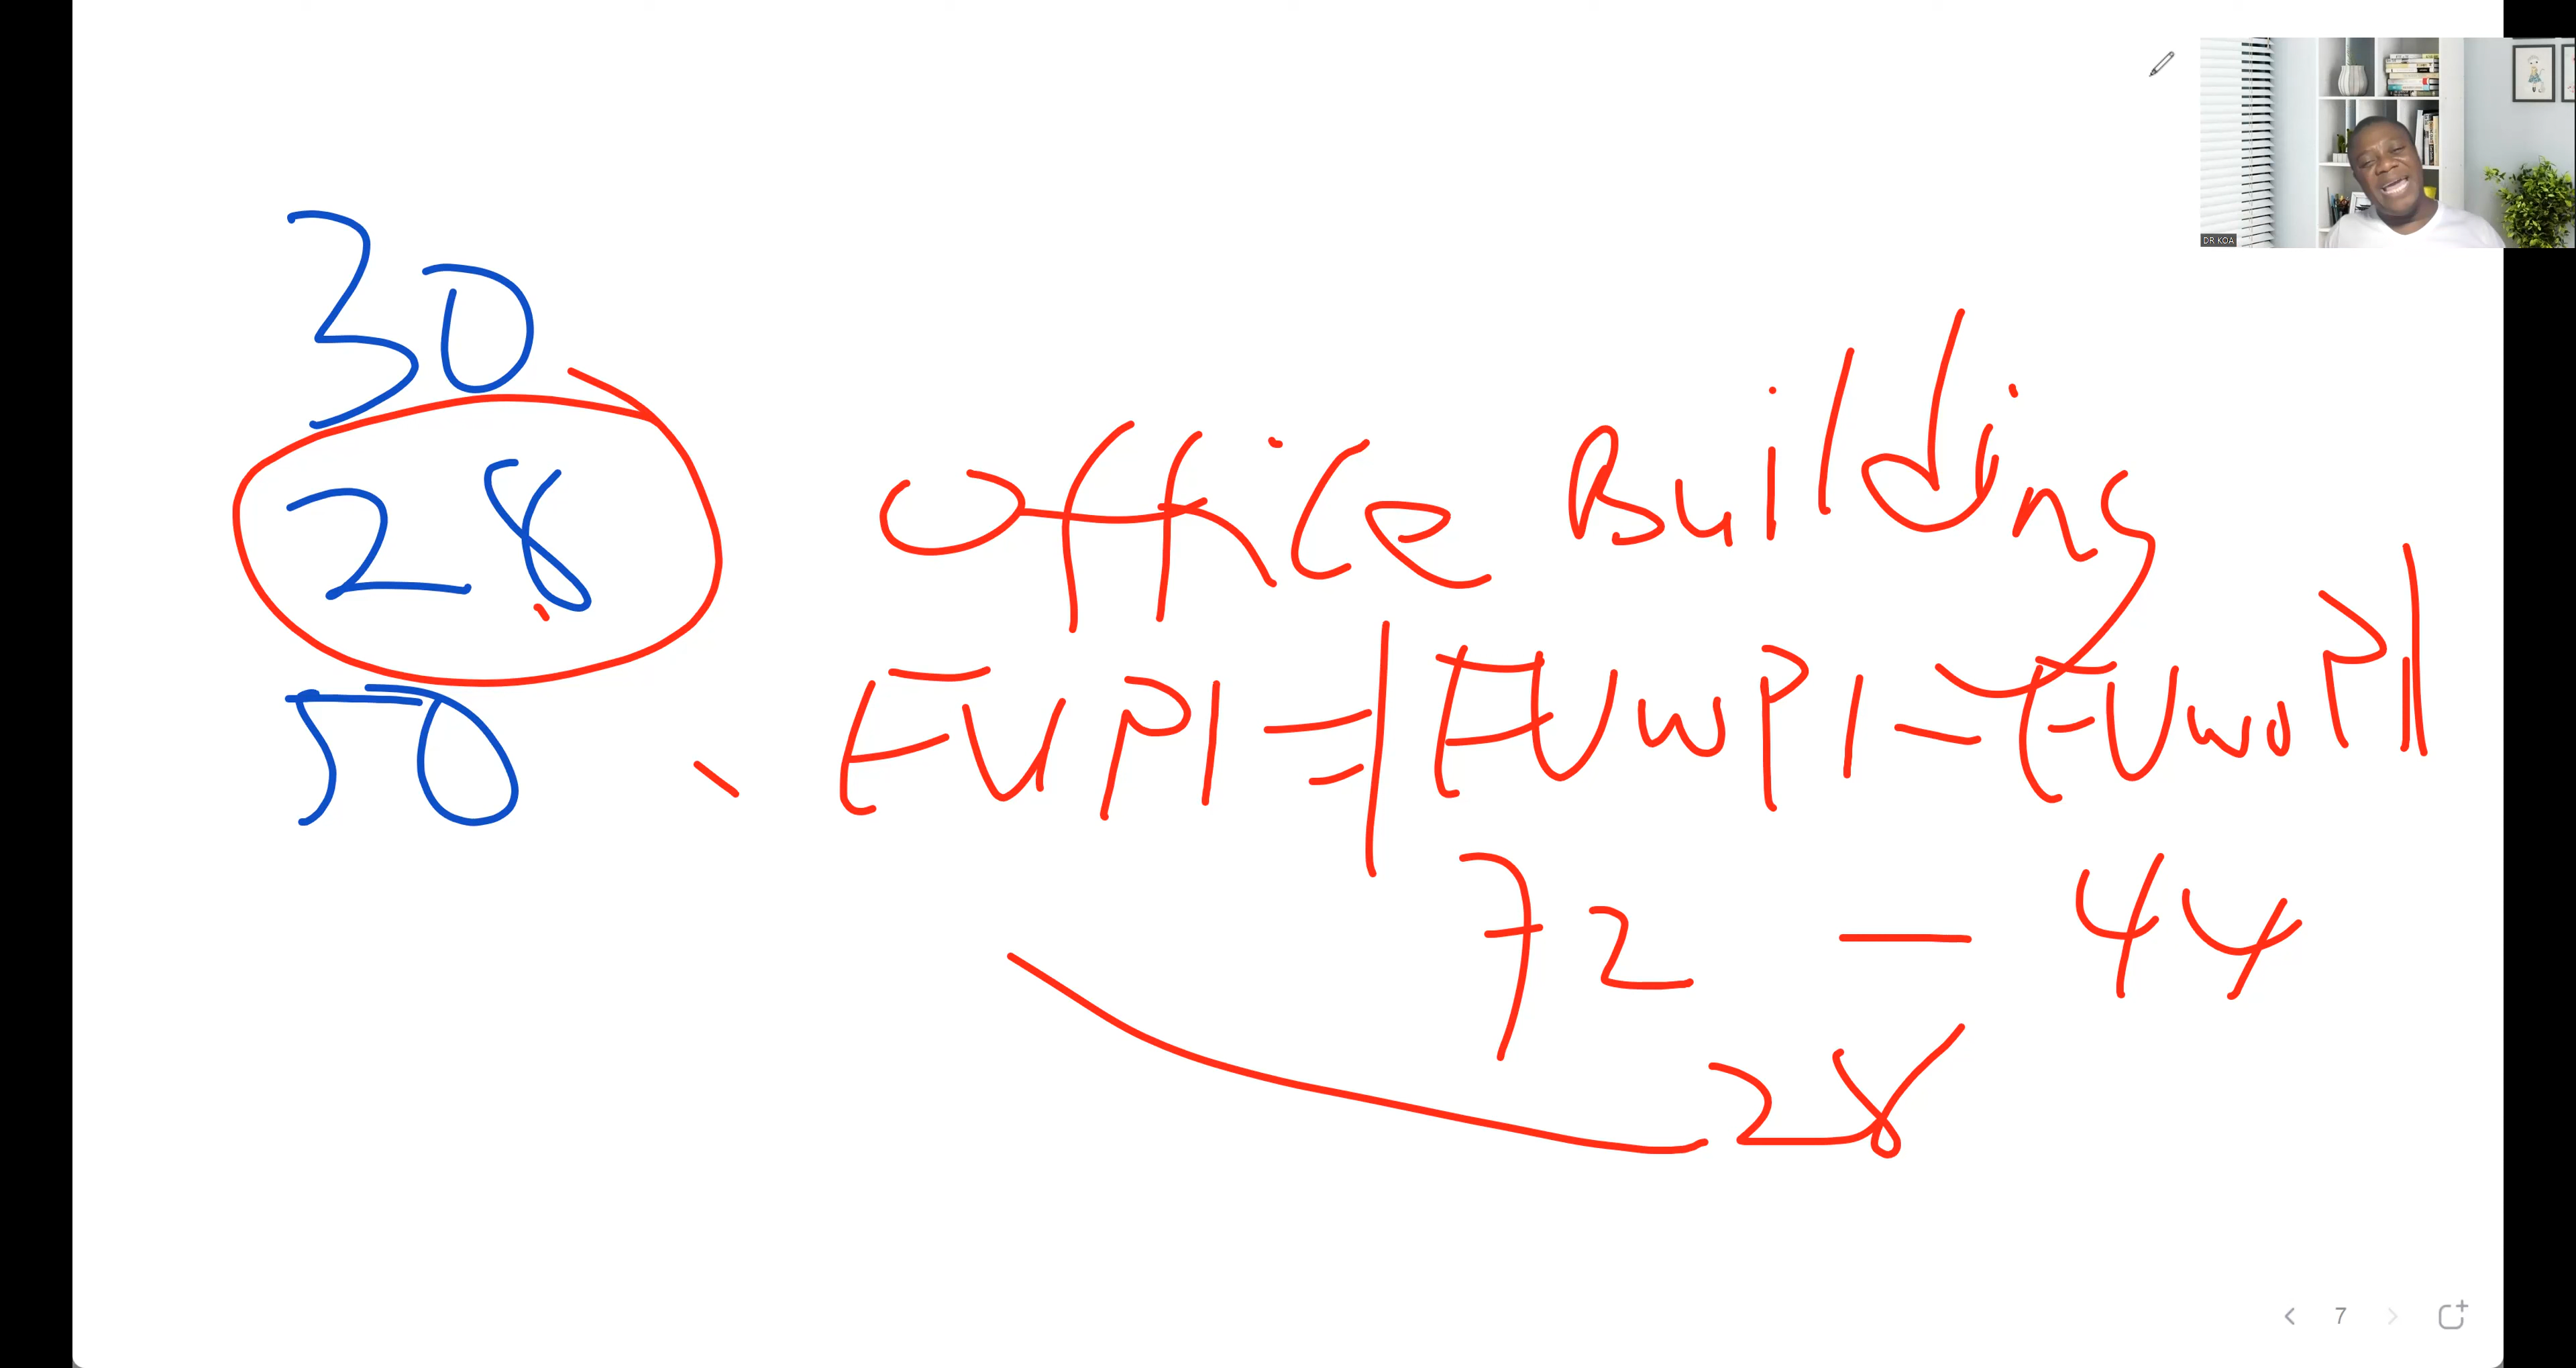 DR KOA
30
28
50
Office Building
EVPI = |EVwPI - EVwoPI|
72 - 44
28
7